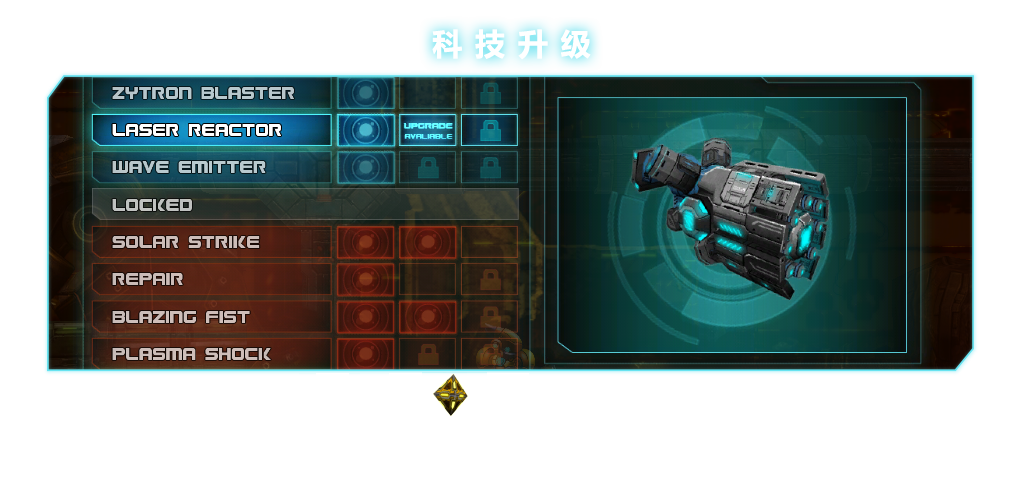 科技升级
ZYTRON BLASTER
LASER REACTOR
UPGRADE
AVALIABLE
WAVE EMITTER
LOCKED
SOLAR STRIKE
REPAIR
BLAZING FIST
PLASMA SHOCK